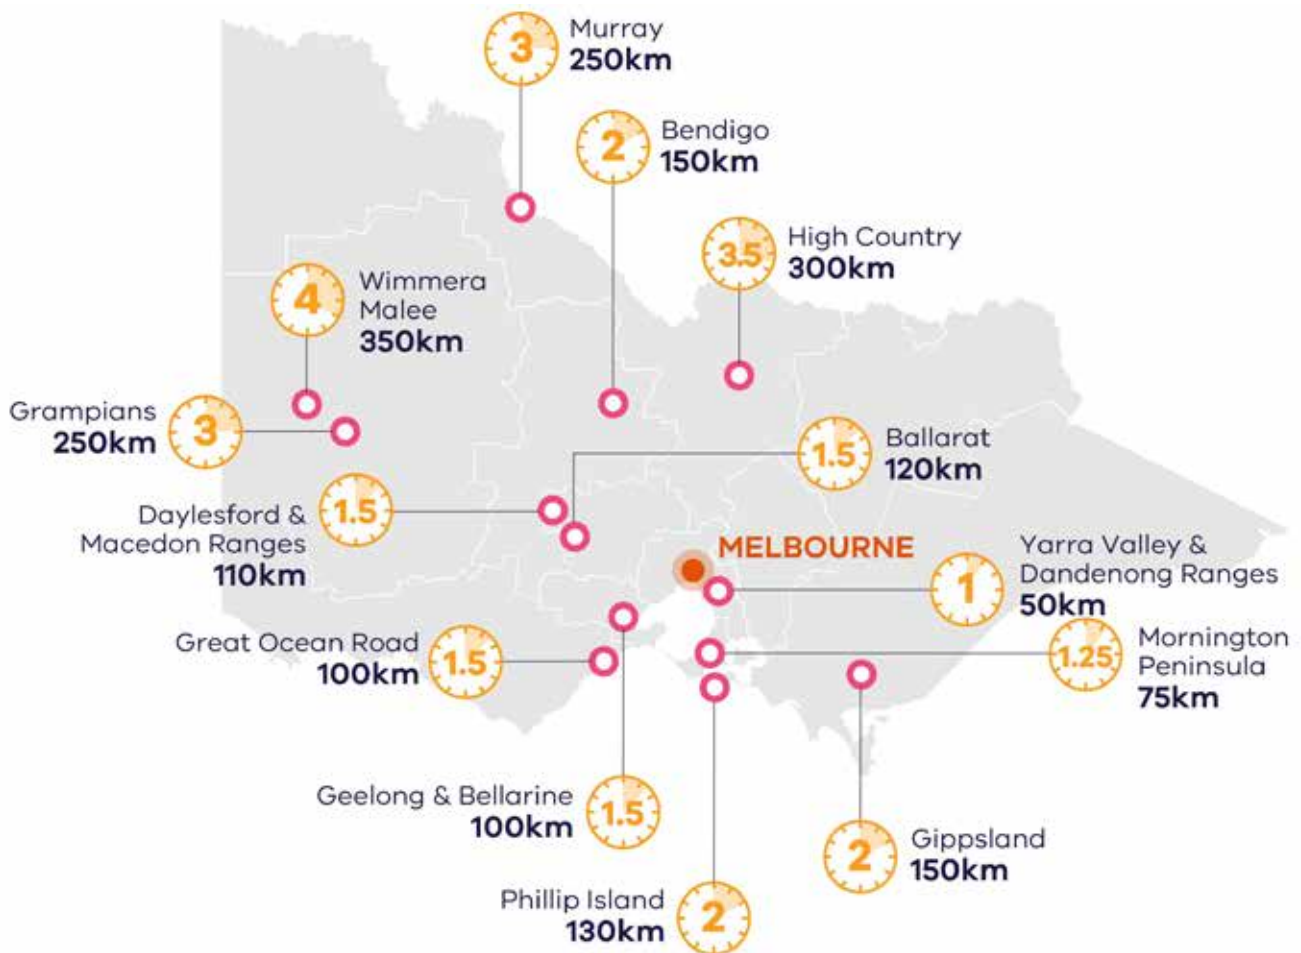 3
Murray
250km
2
Bendigo
150km
3.5
High Country
300km
4
Wimmera
Malee
350km
Grampians
250km
3
1.5
Ballarat
120km
Daylesford &
Macedon Ranges
110km
1.5
MELBOURNE
1
Yarra Valley &
Dandenong Ranges
50km
Great Ocean Road
100km
1.5
1.25
Mornington
Peninsula
75km
Geelong & Bellarine
100km
1.5
2
Gippsland
150km
Phillip Island
130km
2